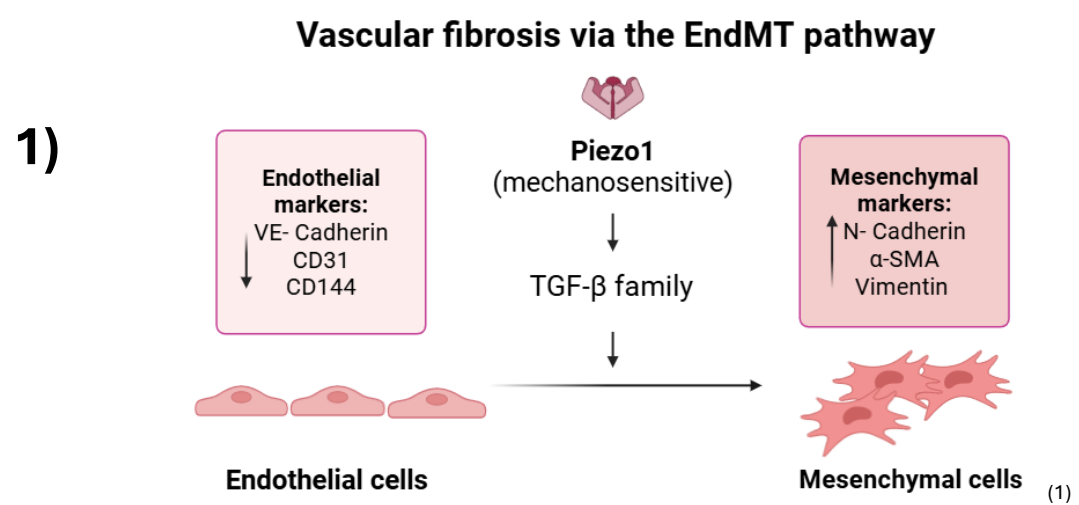 Vascular fibrosis via the EndMT pathway
1)
Endothelial
markers:
VE- Cadherin
CD31
CD144
Piezo1
(mechanosensitive)
TGF-β family
Mesenchymal
markers:
N- Cadherin
α-SMA
Vimentin
Endothelial cells
Mesenchymal cells
(1)